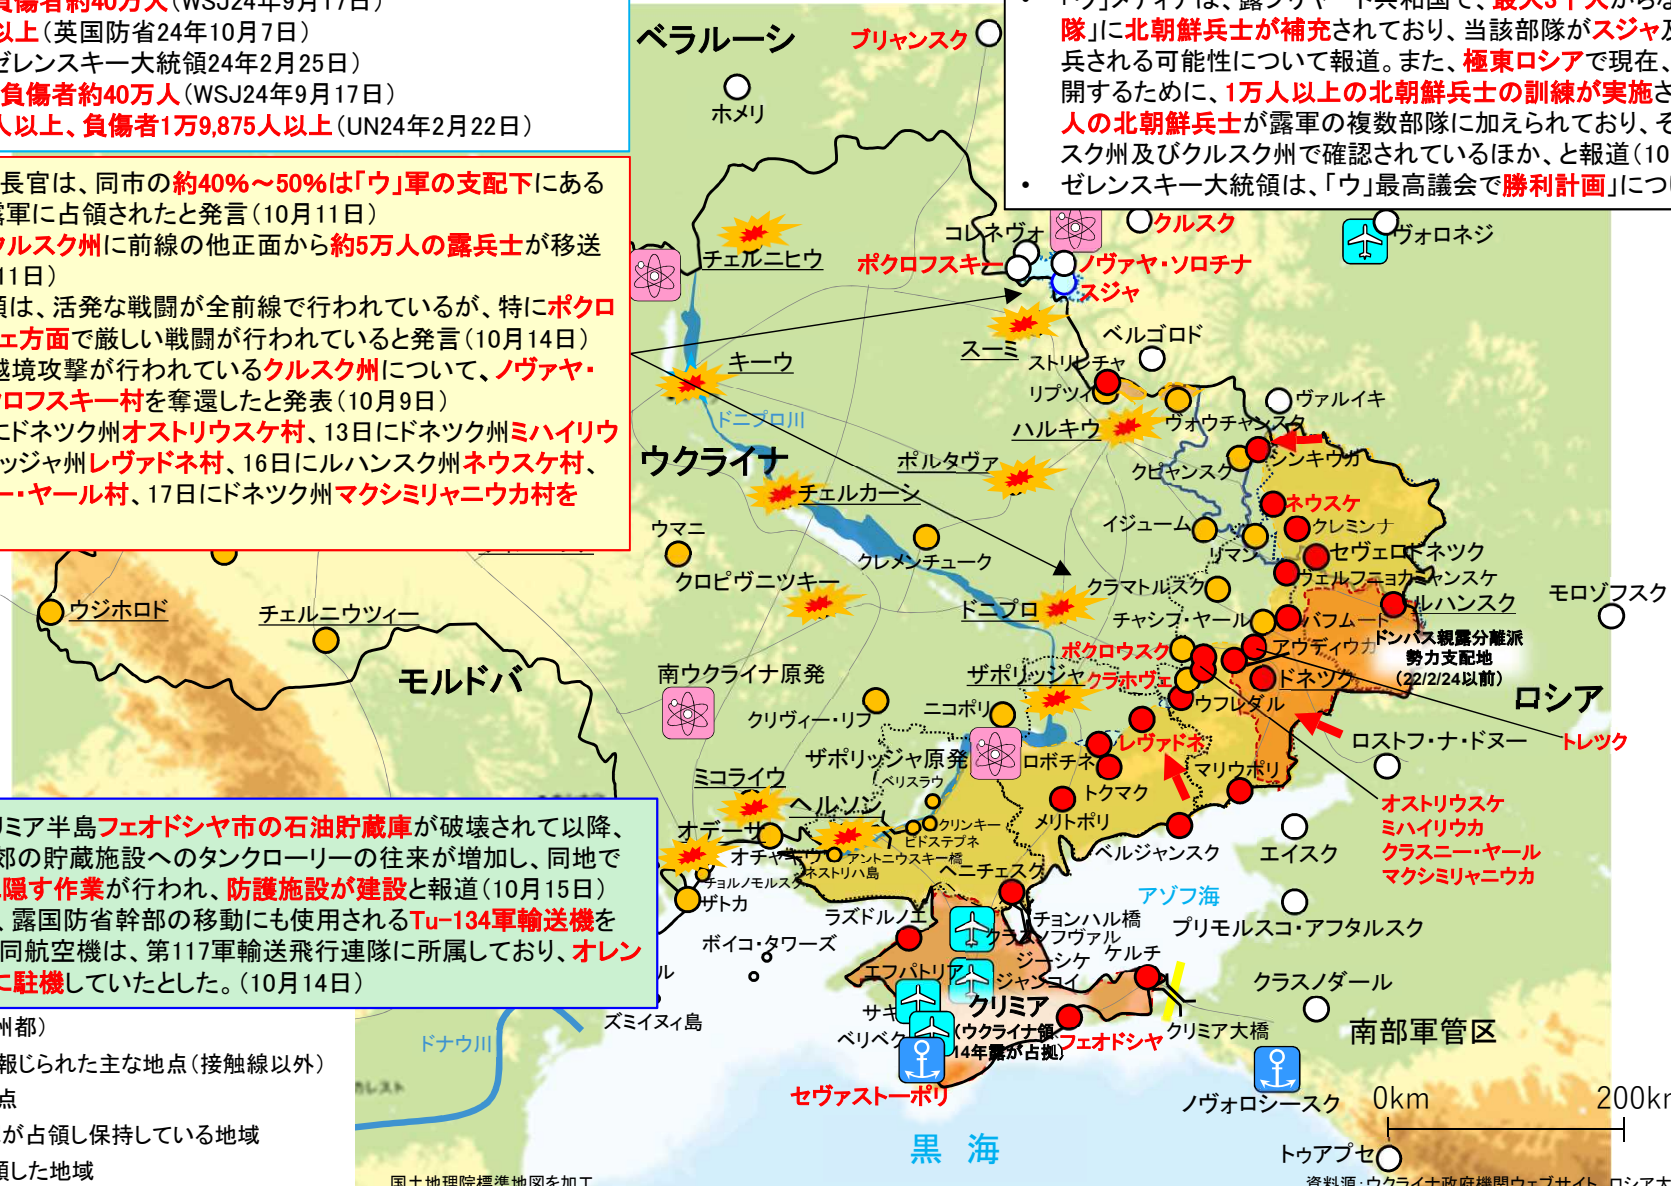 負傷者約40万人(WSJ24年9月17日)
以上(英国防省24年10月7日)
ゼレンスキー大統領24年2月25日)
負傷者約40万人(WSJ24年9月17日)
人以上、負傷者1万9,875人以上(UN24年2月22日)
長官は、同市の約40%～50%は「ウ」軍の支配下にある
露軍に占領されたと発言(10月11日)
クルスク州に前線の他正面から約5万人の露兵士が移送
11日)
領は、活発な戦闘が全前線で行われているが、特にポクロ
ェ方面で厳しい戦闘が行われていると発言(10月14日)
越境攻撃が行われているクルスク州について、ノヴァヤ・
クロフスキー村を奪還したと発表(10月9日)
にドネツク州オストリウスケ村、13日にドネツク州ミハイリウ
ッジャ州レヴァドネ村、16日にルハンスク州ネウスケ村、
ー・ヤール村、17日にドネツク州マクシミリャニウカ村を
• 「ウ」メディアは、露ブリヤート共和国で、最大3千人からな
隊」に北朝鮮兵士が補充されており、当該部隊がスジャ及
兵される可能性について報道。また、極東ロシアで現在、
開するために、1万人以上の北朝鮮兵士の訓練が実施さ
人の北朝鮮兵士が露軍の複数部隊に加えられており、そ
スク州及びクルスク州で確認されているほか、と報道(10
• ゼレンスキー大統領は、「ウ」最高議会で勝利計画」につ
リミア半島フェオドシヤ市の石油貯蔵庫が破壊されて以降、
郊の貯蔵施設へのタンクローリーの往来が増加し、同地で
隠す作業が行われ、防護施設が建設と報道(10月15日)
、露国防省幹部の移動にも使用されるTu-134軍輸送機を
同航空機は、第117軍輸送飛行連隊に所属しており、オレン
に駐機していたとした。(10月14日)
州都)
報じられた主な地点(接触線以外)
点
が占領し保持している地域
領した地域
ベラルーシ
ブリャンスク
ホメリ
コレネヴォ
クルスク
ヴォロネジ
チェルニヒウ
ポクロフスキー
ノヴァヤ・ソロチナ
スジャ
スーミ
ベルゴロド
ストリレチャ
リプツィ
キーウ
ヴァルイキ
ドニプロ川
ハルキウ
ヴォウチャンスク
ウクライナ
ポルタヴァ
クピャンスク
シンキウカ
チェルカーシ
ネウスケ
ウマニ
イジューム
クレミンナ
リマン
セヴェロドネツク
クレメンチューク
クロピヴニツキー
クラマトルスク
ヴェルフニョカミャンスケ
モロゾフスク
ウジホロド
チェルニウツィー
ドニプロ
チャシフ・ヤール
バフムート
ルハンスク
ポクロウスク
アウディウカ
ドンバス親露分離派
勢力支配地
(22/2/24以前)
モルドバ
南ウクライナ原発
ザポリッジャ
クラホヴェ
ドネツク
ロシア
クリヴィー・リフ
ニコポリ
ウフレダル
レヴァドネ
ロストフ・ナ・ドヌー
トレツク
ザポリッジャ原発
ロボチネ
ミコライウ
ベリスラウ
トクマク
マリウポリ
ヘルソン
メリトポリ
オストリウスケ
ミハイリウカ
クラスニー・ヤール
マクシミリャニウカ
オデーサ
クリンキー
ビドステプネ
オチャキウ
アントニウスキー橋
ネストリハ島
ベルジャンスク
エイスク
チョルノモルスク
ヘニチェスク
ザトカ
アゾフ海
ラズドルノエ
チョンハル橋
プリモルスコ・アフタルスク
ボイコ・タワーズ
クラスノフヴァル
ジーシケ
ケルチ
エフパトリア
ジャンコイ
クラスノダール
ル
クリミア
サキ
(ウクライナ領
14年露が占拠)
ズミイスィ島
ベリベク
フェオドシヤ
クリミア大橋
南部軍管区
ドナウ川
カレスト
セヴァストーポリ
ノヴォロシースク
0km
200km
黒 海
トゥアプセ
国土地理院標準地図を加工
資料源:ウクライナ政府機関ウェブサイト、ロシア大